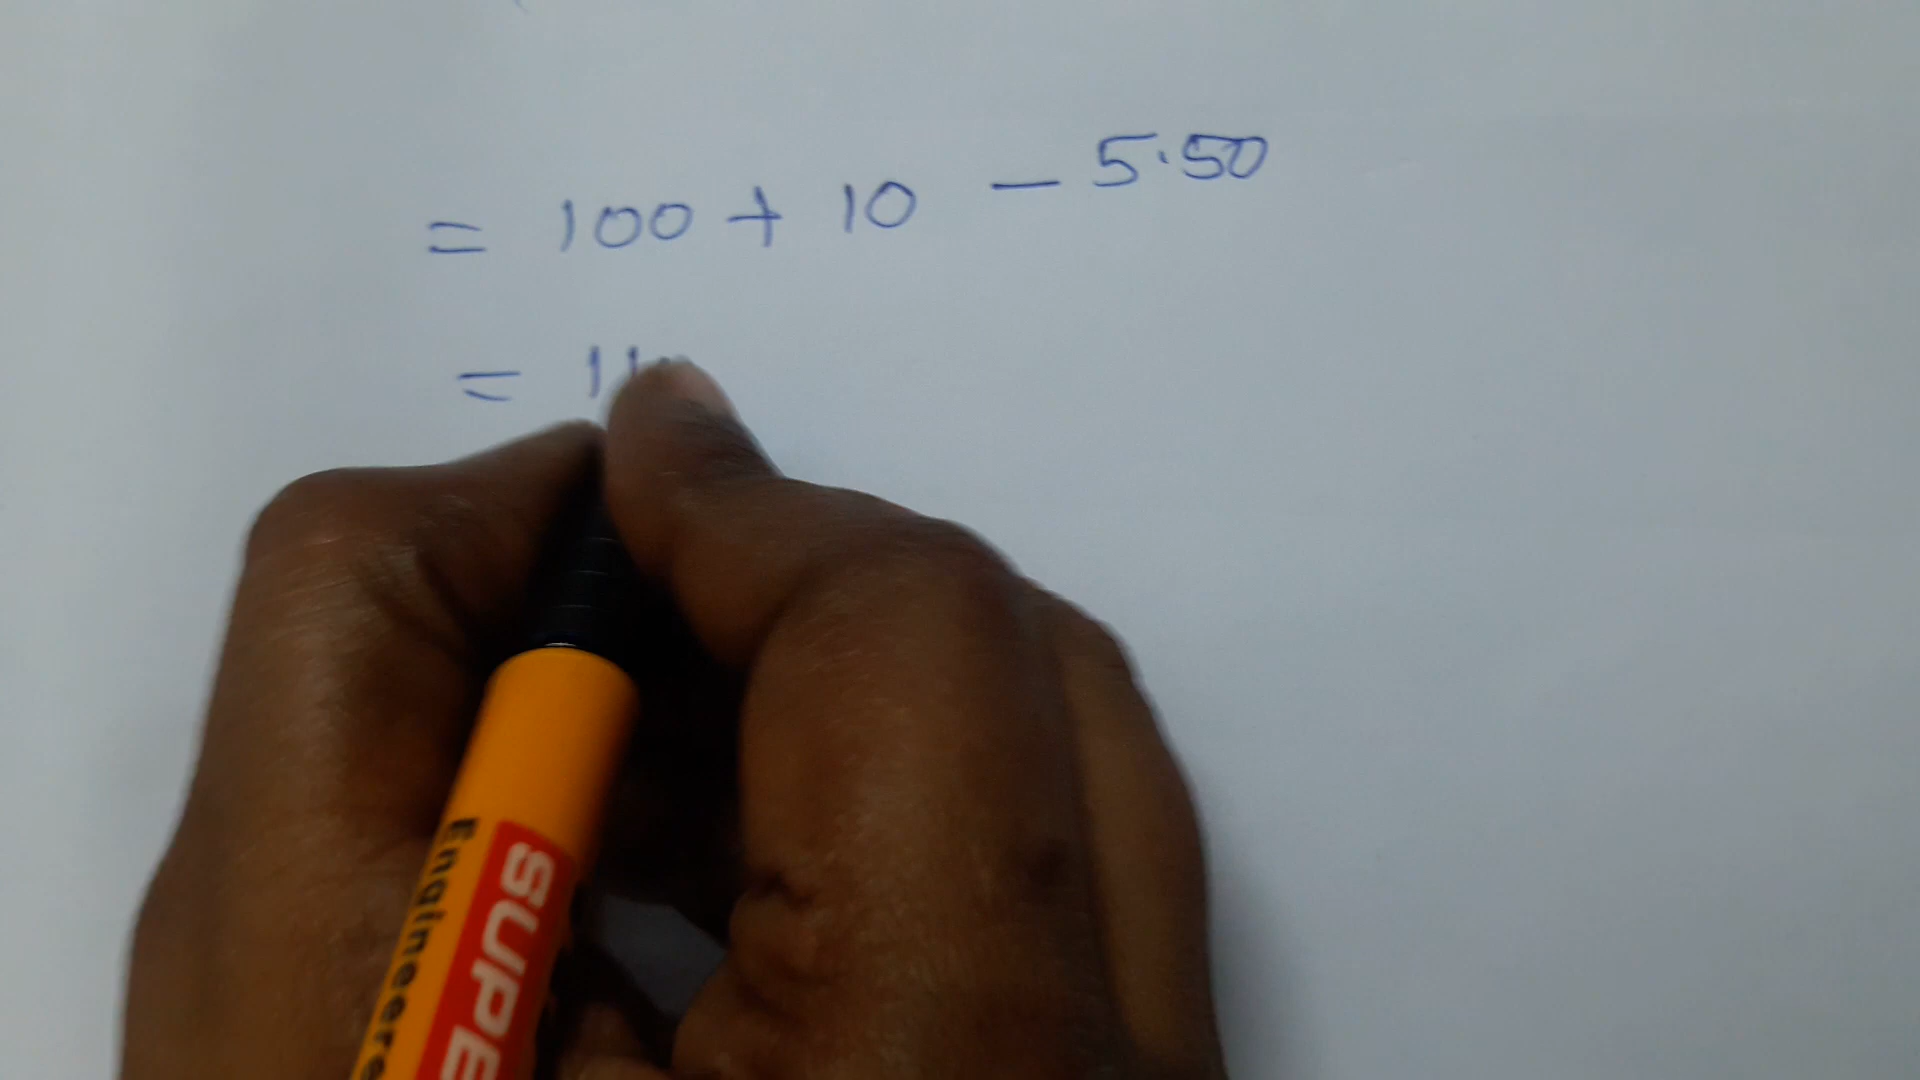 = 100 + 10 - 5.50
= 11
SUPE
Engineere